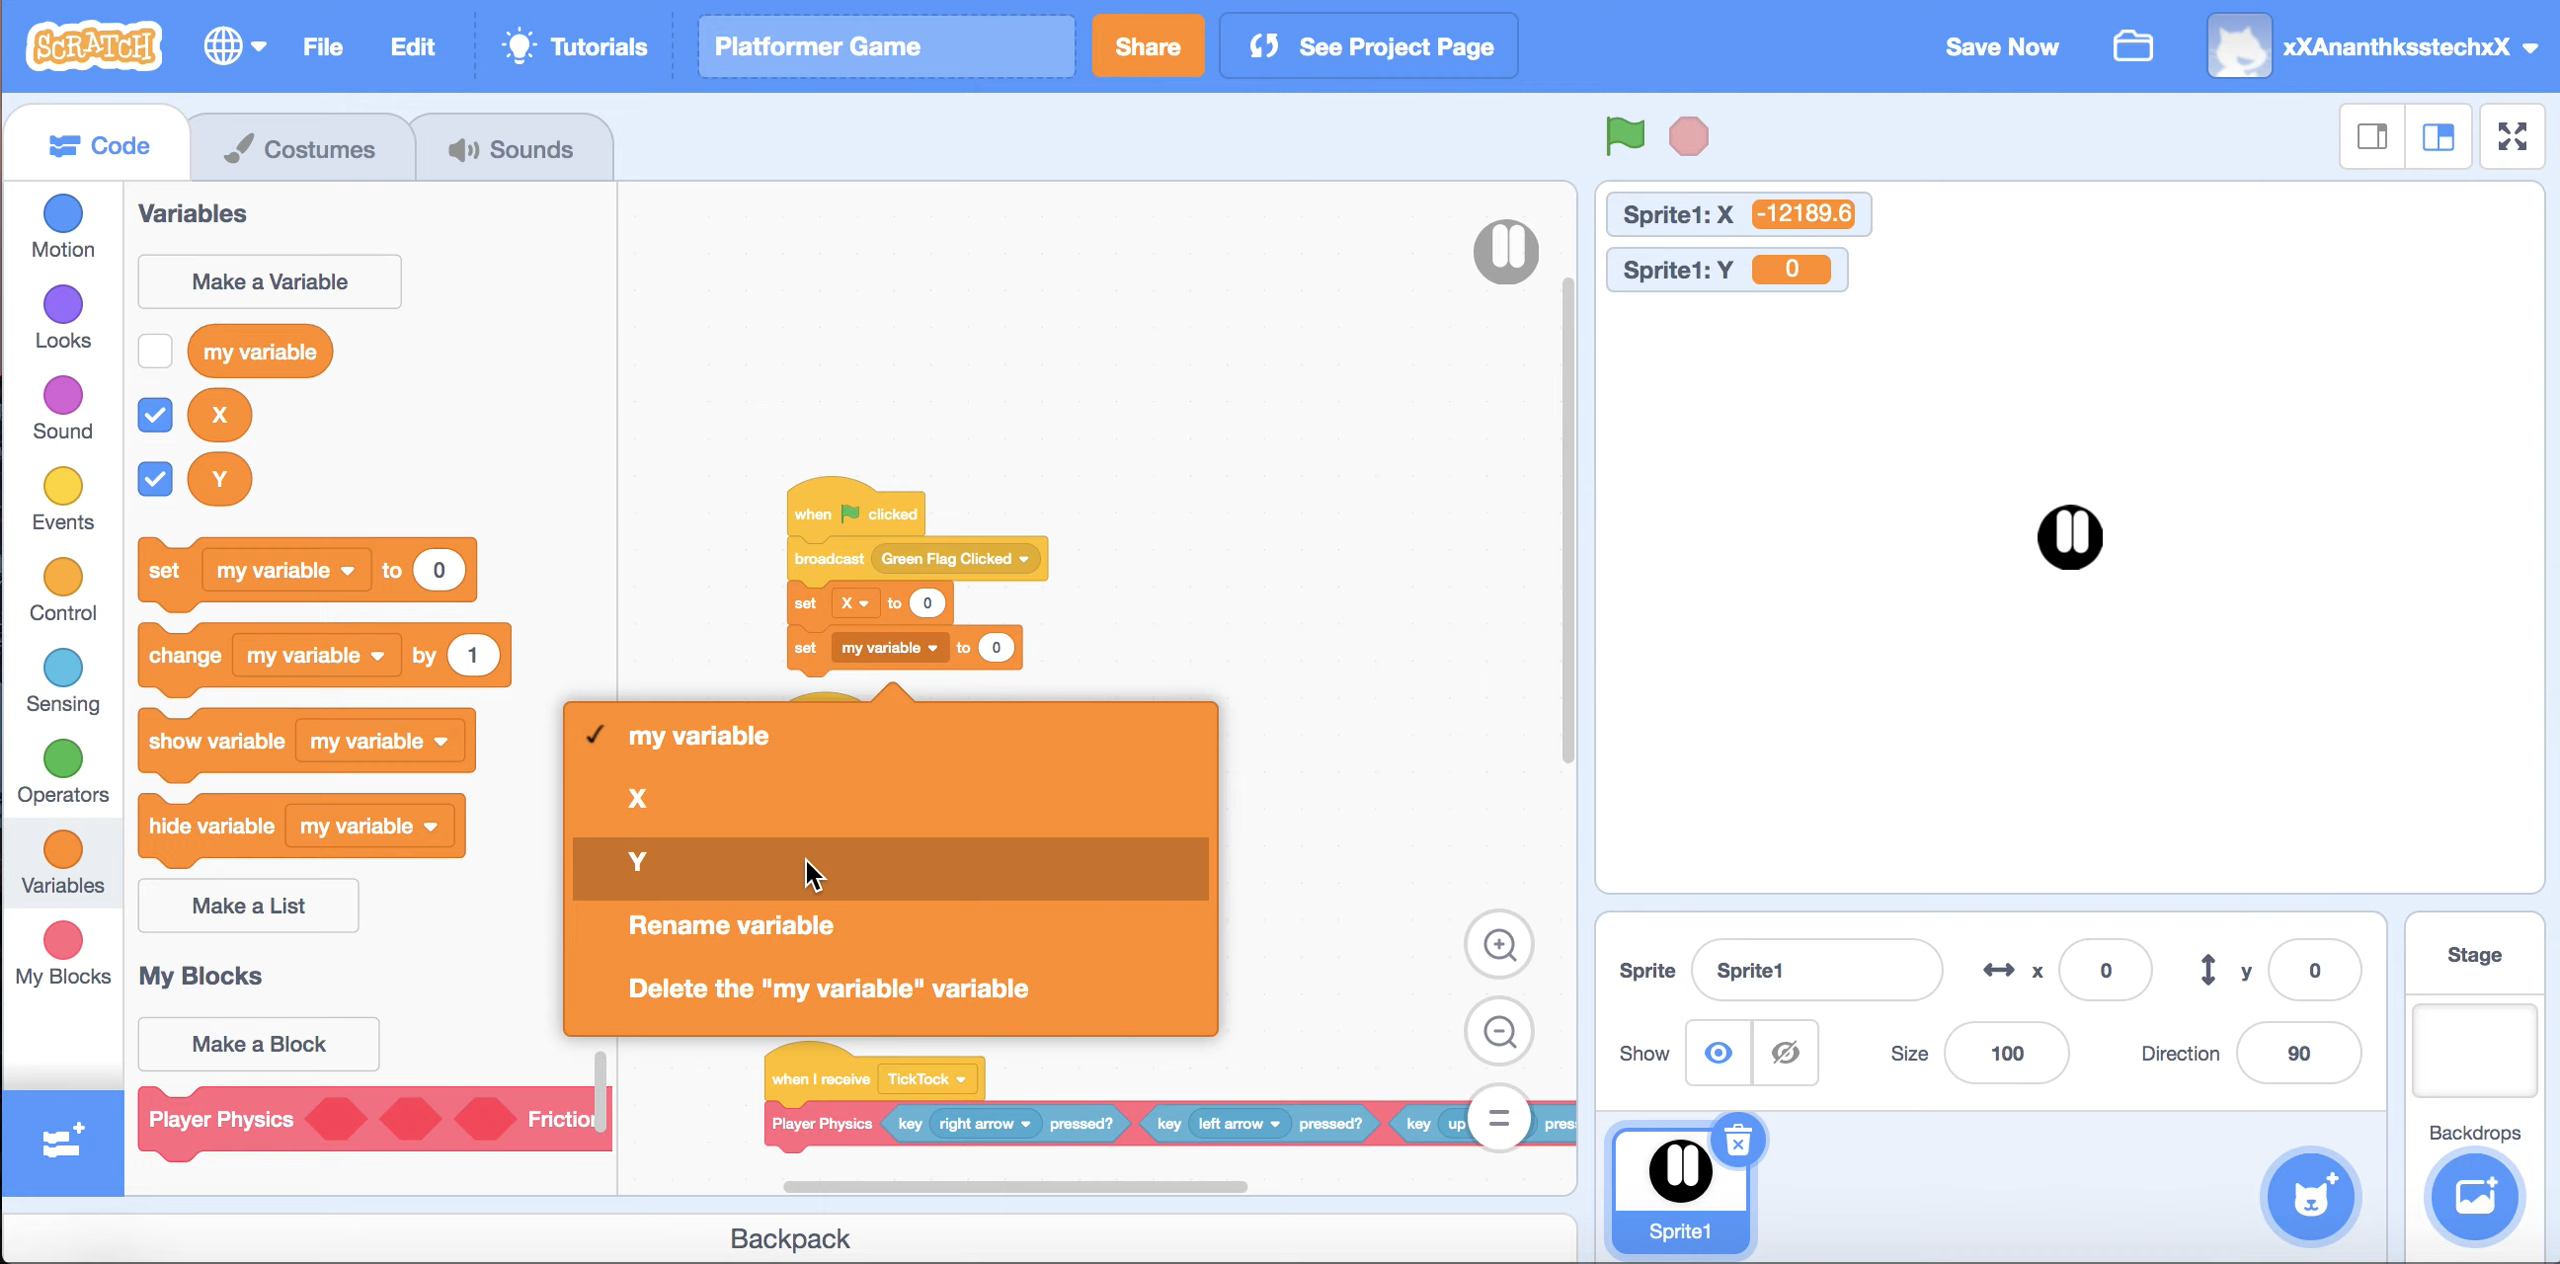 SCRATCH File Edit Tutorials Platformer Game Share See Project Page Save Now xXAnanthksstechxX
Code Costumes Sounds
Motion
Looks
Sound
Events
Control
Sensing
Operators
Variables
My Blocks
Variables
Make a Variable
my variable
X
Y
set my variable to 0
change my variable by 1
show variable my variable
hide variable my variable
Make a List
My Blocks
Make a Block
Player Physics Friction
when clicked
broadcast Green Flag Clicked
set X to 0
set my variable to 0
✓ my variable
X
Y
Rename variable
Delete the "my variable" variable
when I receive TickTock
Player Physics key right arrow pressed? key left arrow pressed? key up pres
Backpack
Sprite1: X -12189.6
Sprite1: Y 0
Sprite Sprite1 x 0 y 0
Show Size 100 Direction 90
Sprite1
Stage
Backdrops